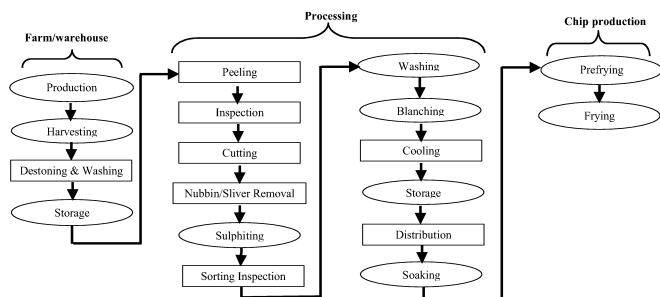 Processing
Chip production
Farm/warehouse
Production
Harvesting
Destoning & Washing
Storage
Peeling
Inspection
Cutting
Nubbin/Sliver Removal
Sulphiting
Sorting Inspection
Washing
Blanching
Cooling
Storage
Distribution
Soaking
Prefrying
Frying